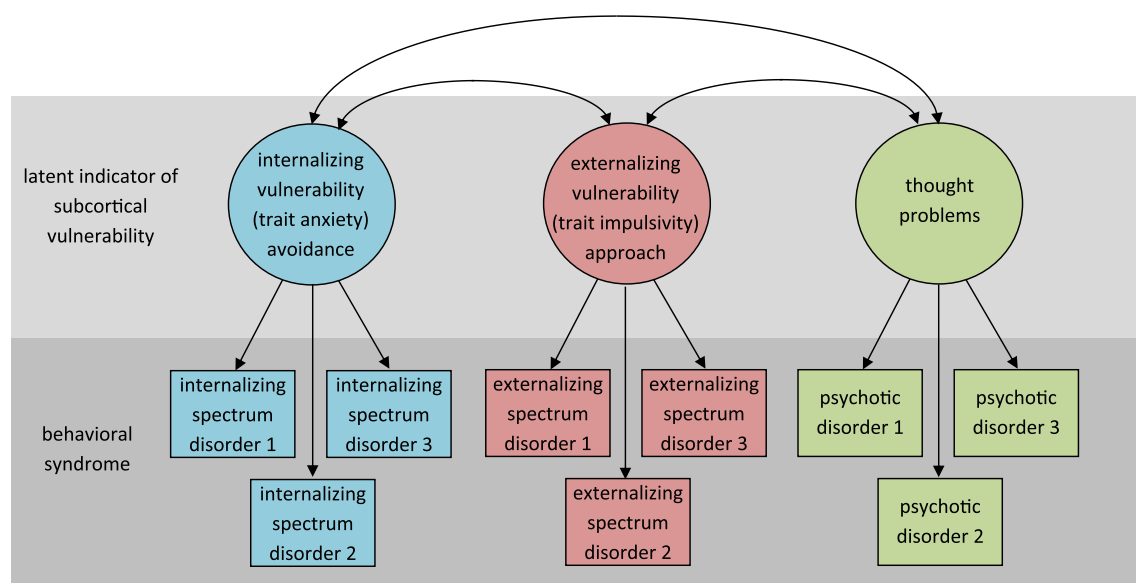 latent indicator of
subcortical
vulnerability
internalizing
vulnerability
(trait anxiety)
avoidance
externalizing
vulnerability
(trait impulsivity)
approach
thought
problems
behavioral
syndrome
internalizing
spectrum
disorder 1
internalizing
spectrum
disorder 3
externalizing
spectrum
disorder 1
externalizing
spectrum
disorder 3
psychotic
disorder 1
psychotic
disorder 3
internalizing
spectrum
disorder 2
externalizing
spectrum
disorder 2
psychotic
disorder 2